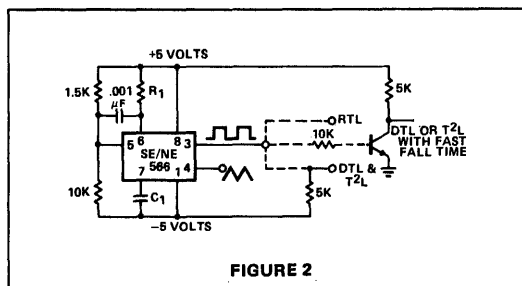 +5 VOLTS
1.5K
.001
µF
R1
5K
6
8 3
5
SE/NE
566
7
1 4
RTL
10K
DTL OR T²L
WITH FAST
FALL TIME
DTL &
T²L
10K
C1
5K
−5 VOLTS
FIGURE 2